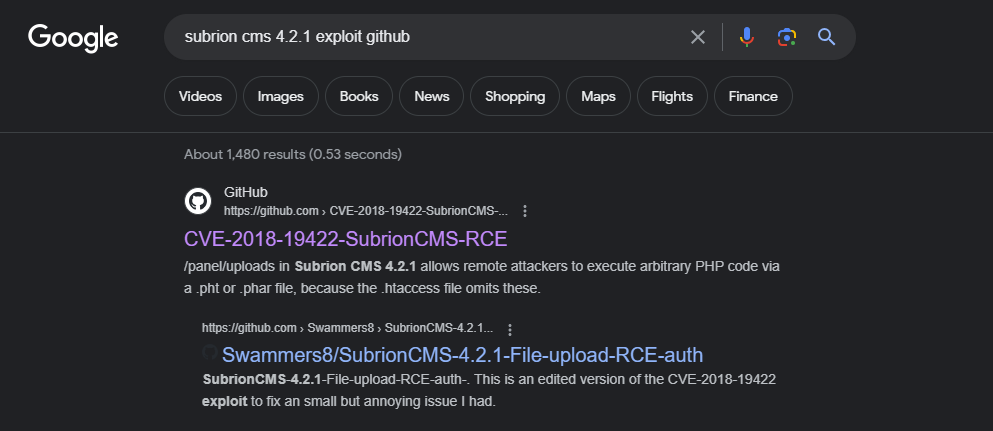 Google
subrion cms 4.2.1 exploit github
Videos
Images
Books
News
Shopping
Maps
Flights
Finance
About 1,480 results (0.53 seconds)
GitHub
https://github.com › CVE-2018-19422-SubrionCMS-...
CVE-2018-19422-SubrionCMS-RCE
/panel/uploads in Subrion CMS 4.2.1 allows remote attackers to execute arbitrary PHP code via
a .pht or .phar file, because the .htaccess file omits these.
https://github.com › Swammers8 › SubrionCMS-4.2.1...
Swammers8/SubrionCMS-4.2.1-File-upload-RCE-auth
SubrionCMS-4.2.1-File-upload-RCE-auth-. This is an edited version of the CVE-2018-19422
exploit to fix an small but annoying issue I had.